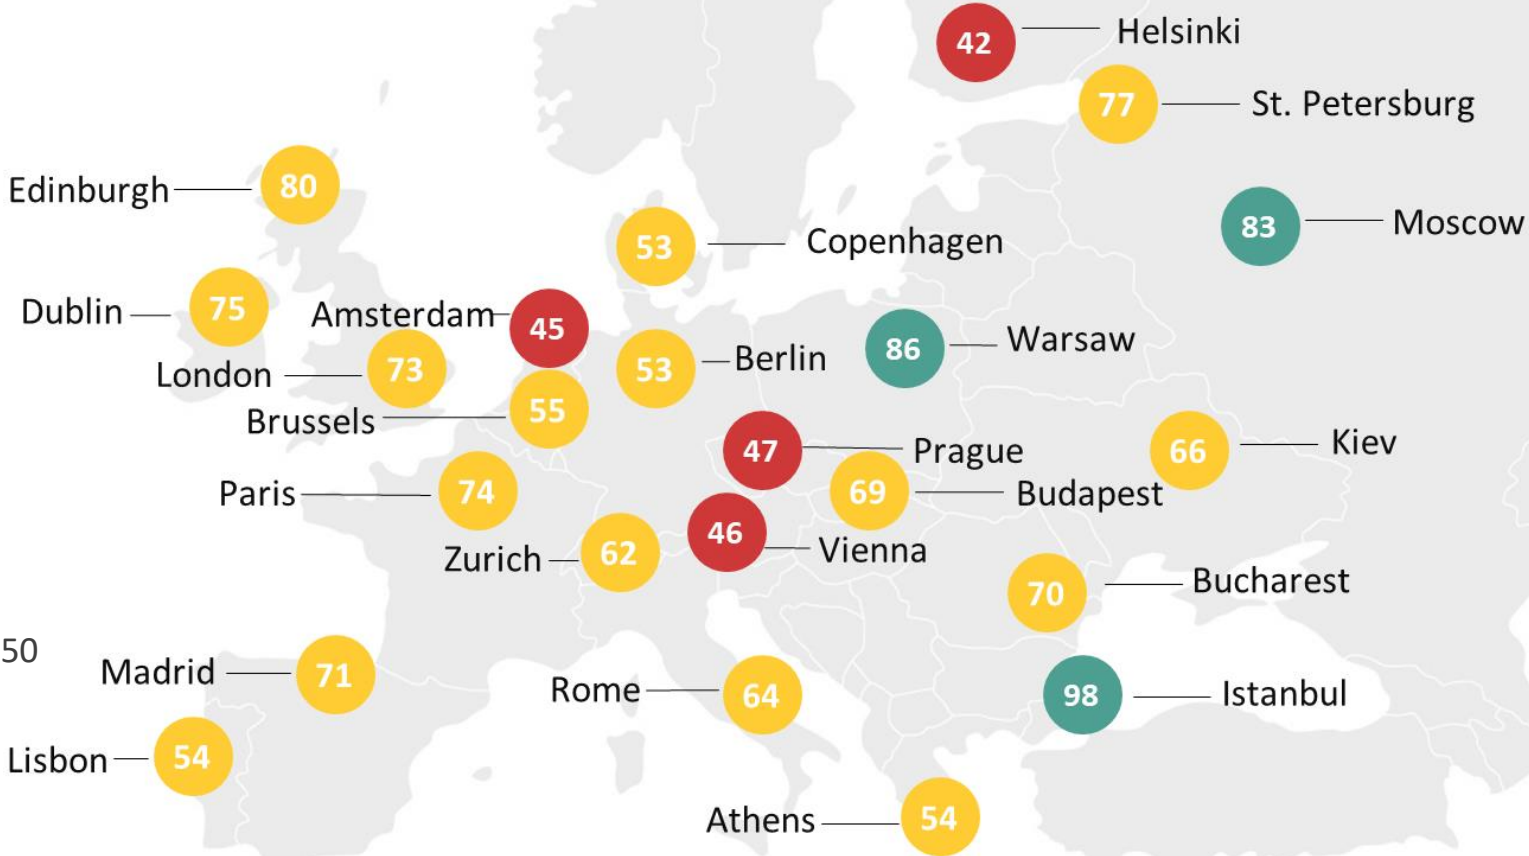 42 Helsinki
77 St. Petersburg
Edinburgh 80
83 Moscow
53 Copenhagen
Dublin 75
Amsterdam 45
86 Warsaw
53 Berlin
London 73
Brussels 55
47 Prague
66 Kiev
Paris 74
69 Budapest
46 Vienna
Zurich 62
70 Bucharest
50
Madrid 71
Rome 64
98 Istanbul
Lisbon 54
Athens 54